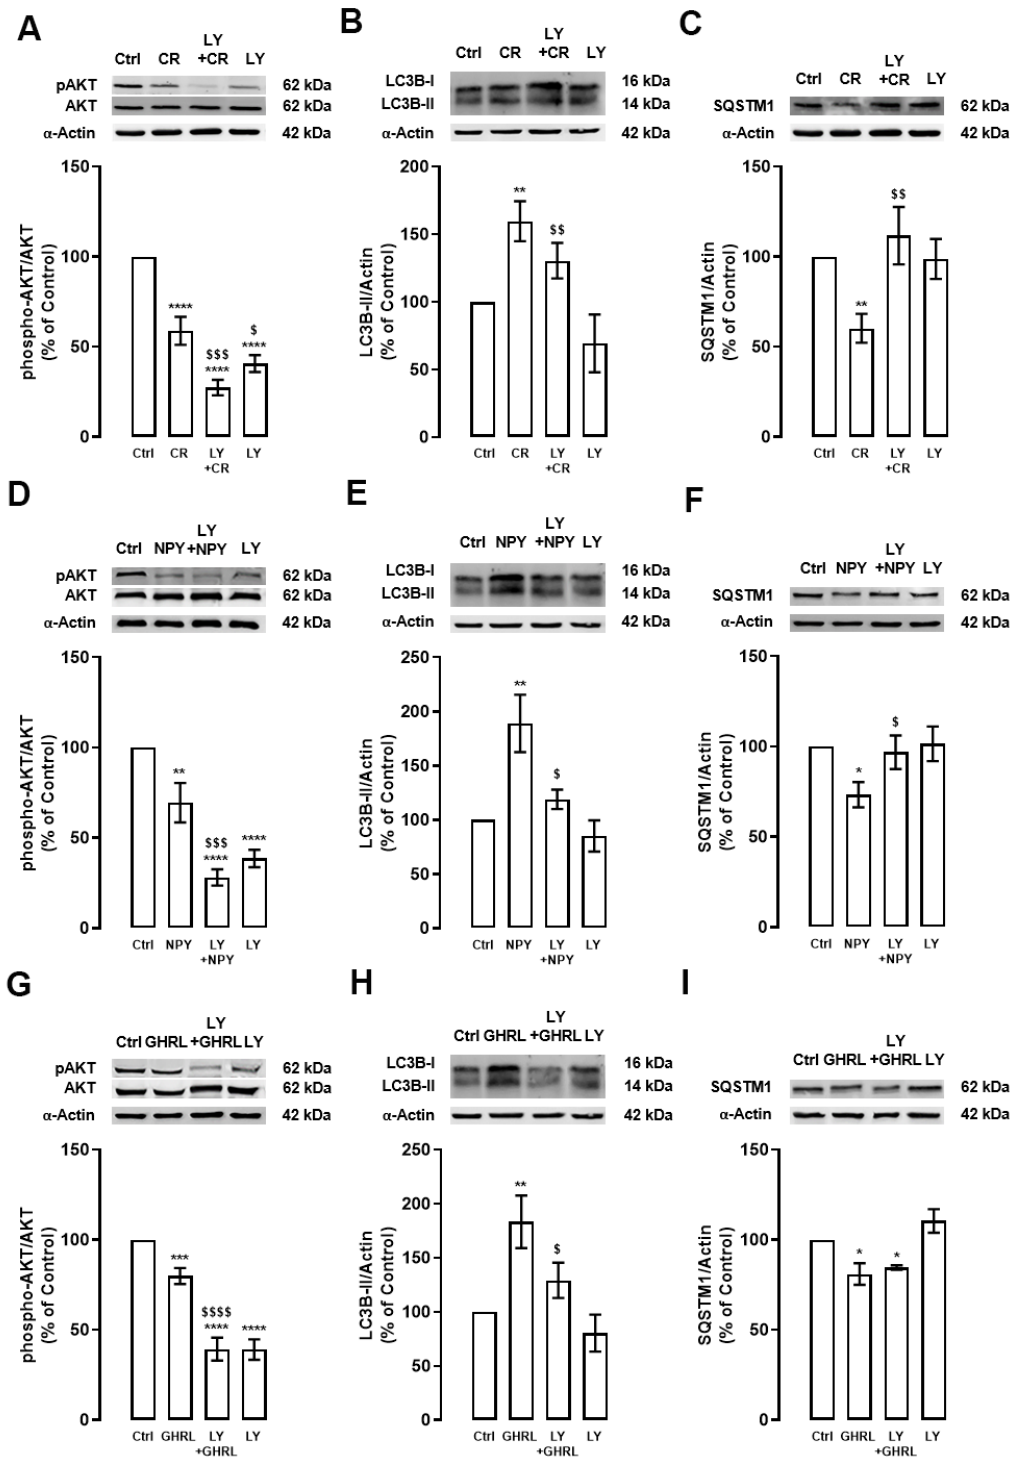 A
Ctrl CR LY +CR LY
pAKT 62 kDa
AKT 62 kDa
α-Actin 42 kDa
phospho-AKT/AKT
(% of Control)
150
100
50
0
****
$$$
****
$
****
Ctrl CR LY +CR LY
B
Ctrl CR LY +CR LY
LC3B-I 16 kDa
LC3B-II 14 kDa
α-Actin 42 kDa
LC3B-II/Actin
(% of Control)
200
150
100
50
0
**
$$
Ctrl CR LY +CR LY
C
Ctrl CR LY +CR LY
SQSTM1 62 kDa
α-Actin 42 kDa
SQSTM1/Actin
(% of Control)
150
100
50
0
**
$$
Ctrl CR LY +CR LY
D
Ctrl NPY LY +NPY LY
pAKT 62 kDa
AKT 62 kDa
α-Actin 42 kDa
phospho-AKT/AKT
(% of Control)
150
100
50
0
**
$$$
****
****
Ctrl NPY LY +NPY LY
E
Ctrl NPY LY +NPY LY
LC3B-I 16 kDa
LC3B-II 14 kDa
α-Actin 42 kDa
LC3B-II/Actin
(% of Control)
250
200
150
100
50
0
**
$
Ctrl NPY LY +NPY LY
F
Ctrl NPY LY +NPY LY
SQSTM1 62 kDa
α-Actin 42 kDa
SQSTM1/Actin
(% of Control)
150
100
50
0
*
$
Ctrl NPY LY +NPY LY
G
Ctrl GHRL LY +GHRL LY
pAKT 62 kDa
AKT 62 kDa
α-Actin 42 kDa
phospho-AKT/AKT
(% of Control)
150
100
50
0
***
$$$$
****
****
Ctrl GHRL LY +GHRL LY
H
Ctrl GHRL LY +GHRL LY
LC3B-I 16 kDa
LC3B-II 14 kDa
α-Actin 42 kDa
LC3B-II/Actin
(% of Control)
250
200
150
100
50
0
**
$
Ctrl GHRL LY +GHRL LY
I
Ctrl GHRL LY +GHRL LY
SQSTM1 62 kDa
α-Actin 42 kDa
SQSTM1/Actin
(% of Control)
150
100
50
0
*
*
Ctrl GHRL LY +GHRL LY